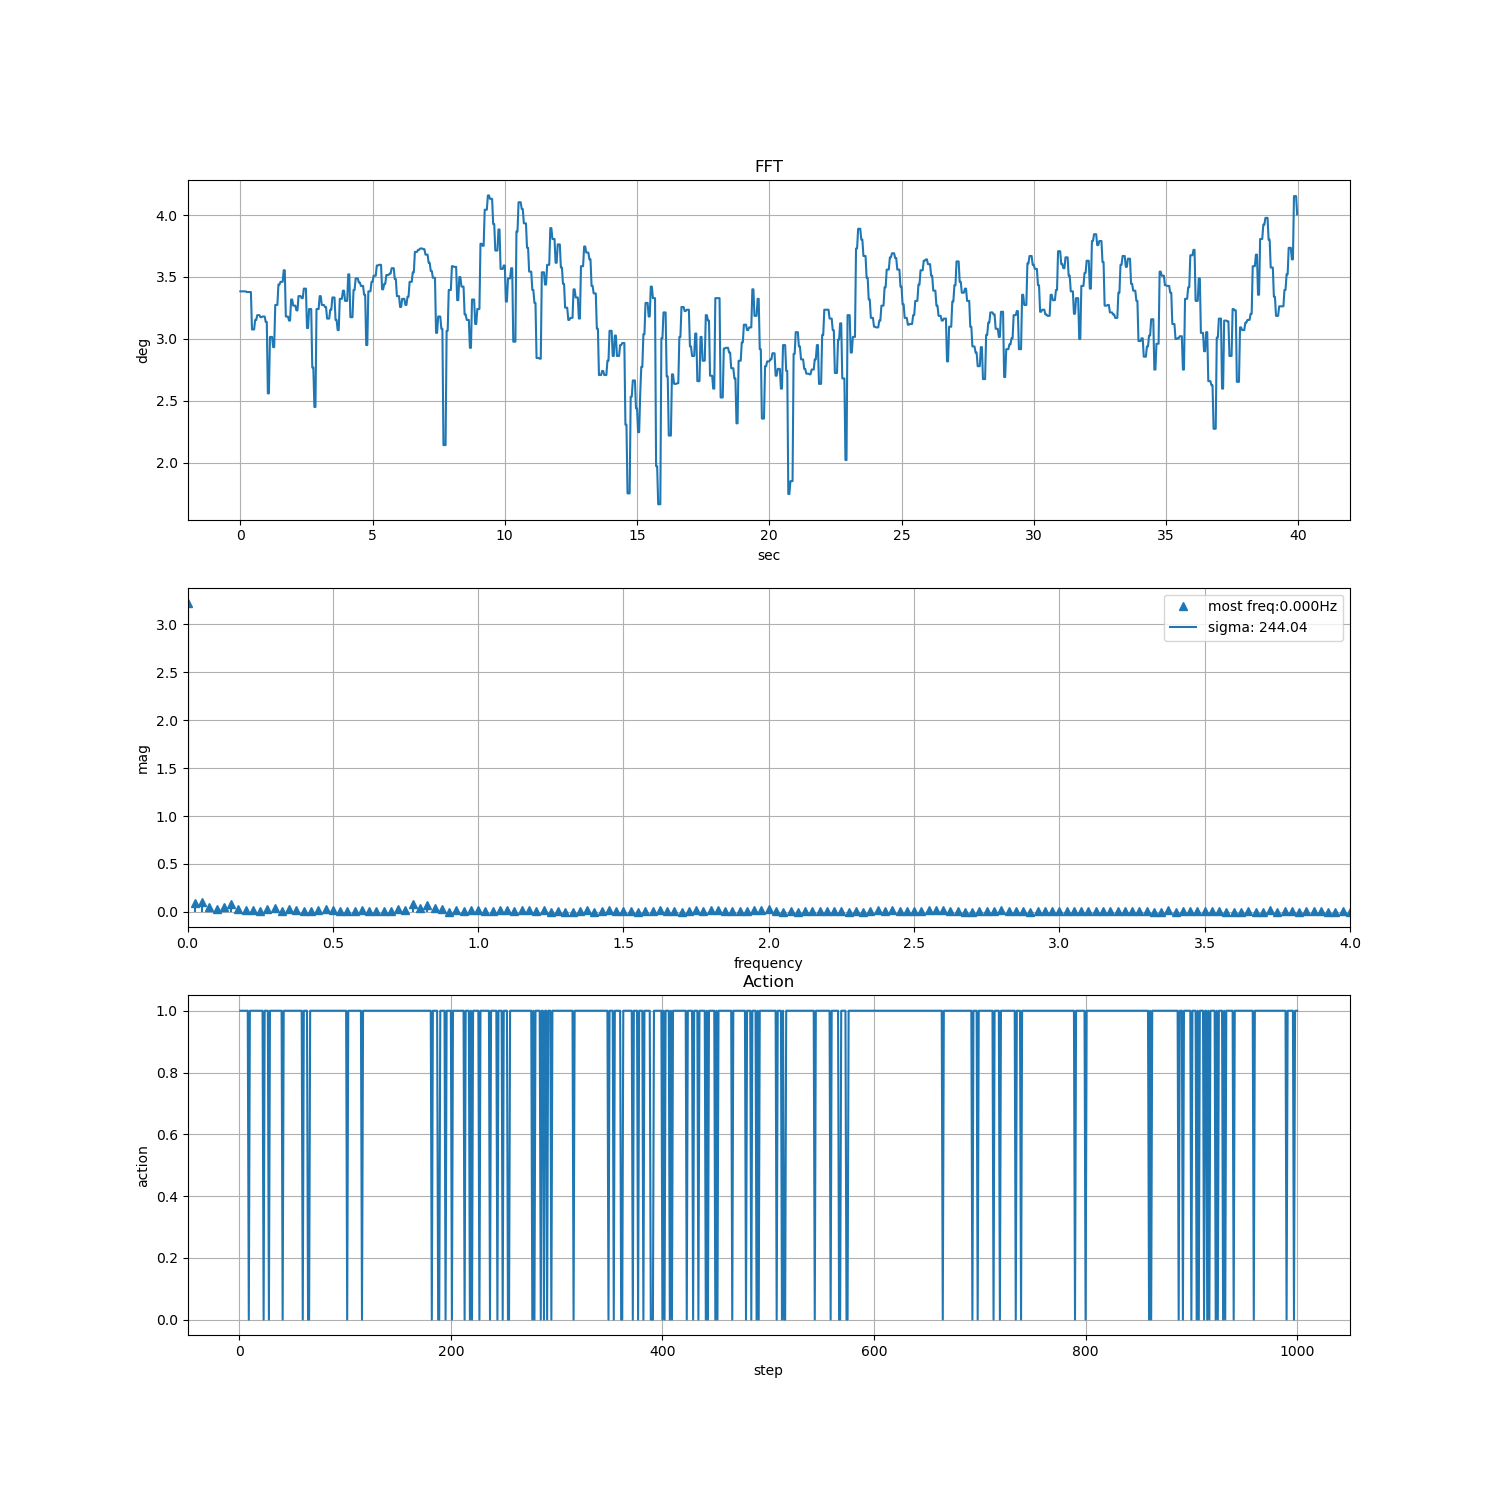 FFT
4.0
3.5
3.0
2.5
2.0
deg
0 5 10 15 20 25 30 35 40
sec
most freq:0.000Hz
sigma: 244.04
3.0
2.5
2.0
1.5
1.0
0.5
0.0
mag
0.0 0.5 1.0 1.5 2.0 2.5 3.0 3.5 4.0
frequency
Action
1.0
0.8
0.6
0.4
0.2
0.0
action
0 200 400 600 800 1000
step